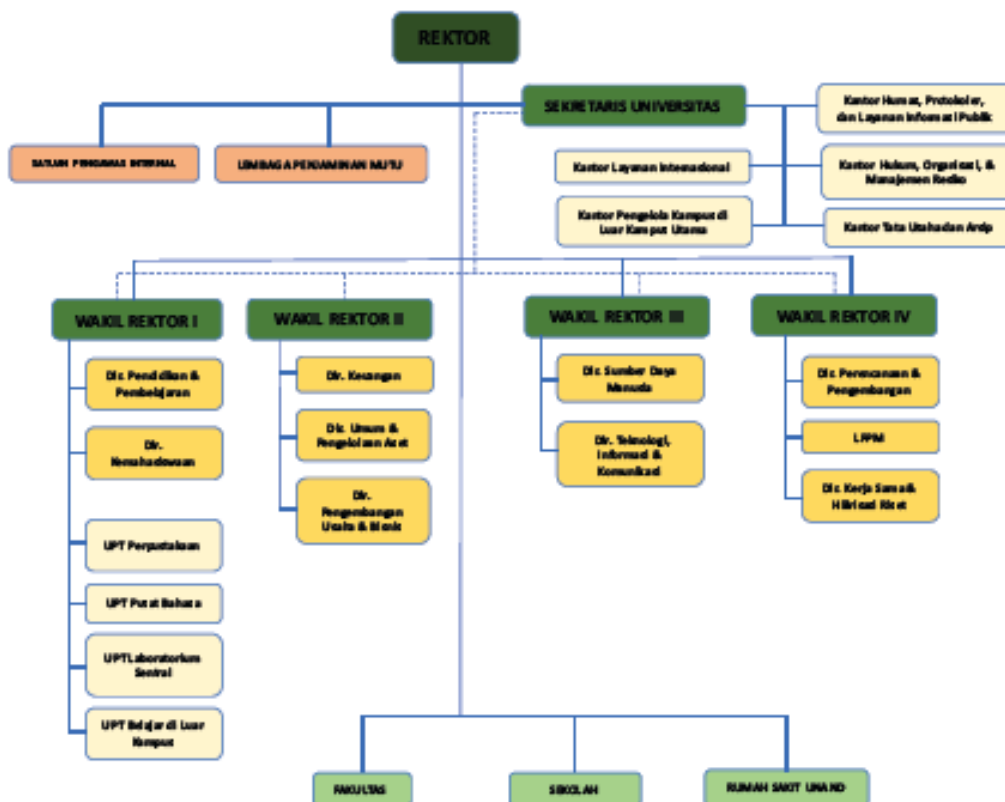 REKTOR
SEKRETARIS UNIVERSITAS
Kantor Humas, Protokoler,
dan Layanan Informasi Publik
SATUAN PENGAWAS INTERNAL
LEMBAGA PENJAMINAN MUTU
Kantor Layanan Internasional
Kantor Hukum, Organisasi, &
Manajemen Resiko
Kantor Pengelola Kampus di
Luar Kampus Utama
Kantor Tata Usaha dan Arsip
WAKIL REKTOR I
WAKIL REKTOR II
WAKIL REKTOR III
WAKIL REKTOR IV
Dir. Pendidikan &
Pembelajaran
Dir.
Kemahasiswaan
UPT Perpustakaan
UPT Pusat Bahasa
UPT Laboratorium
Sentral
UPT Belajar di Luar
Kampus
Dir. Keuangan
Dir. Umum &
Pengelolaan Aset
Dir.
Pengembangan
Usaha & Bisnis
Dir. Sumber Daya
Manusia
Dir. Teknologi,
Informasi &
Komunikasi
Dir. Perencanaan &
Pengembangan
LPPM
Dir. Kerja Sama &
Hilirisasi Riset
FAKULTAS
SEKOLAH
RUMAH SAKIT UNAND